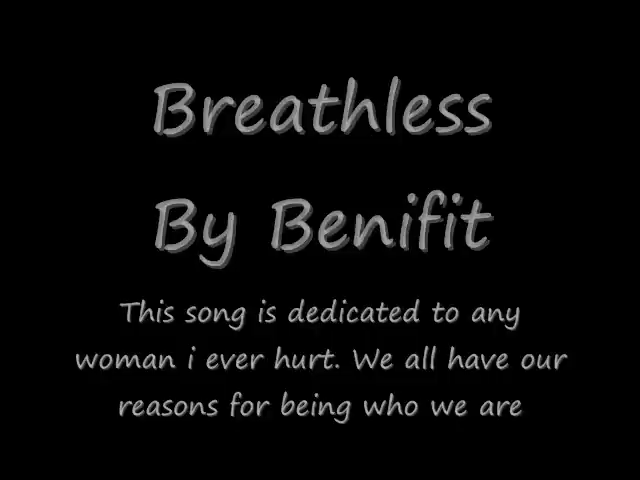 Breathless
By Benifit
This song is dedicated to any
woman i ever hurt. We all have our
reasons for being who we are